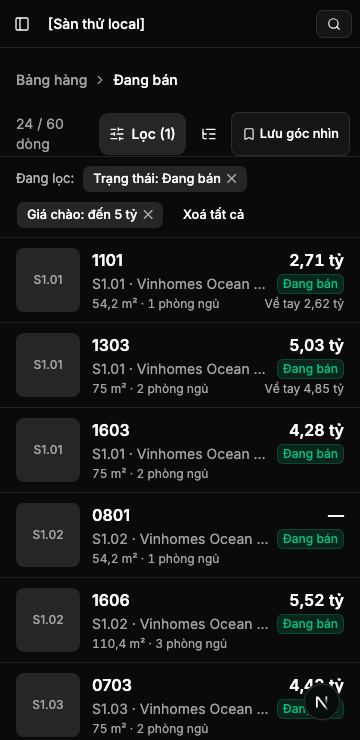 [Sàn thử local]
Bảng hàng > Đang bán
24 / 60 dòng
Lọc (1)
Lưu góc nhìn
Đang lọc: Trạng thái: Đang bán ×
Giá chào: đến 5 tỷ × Xoá tất cả
S1.01
1101 2,71 tỷ
S1.01 · Vinhomes Ocean ... Đang bán
54,2 m² · 1 phòng ngủ Về tay 2,62 tỷ
S1.01
1303 5,03 tỷ
S1.01 · Vinhomes Ocean ... Đang bán
75 m² · 2 phòng ngủ Về tay 4,85 tỷ
S1.01
1603 4,28 tỷ
S1.01 · Vinhomes Ocean ... Đang bán
75 m² · 2 phòng ngủ
S1.02
0801 —
S1.02 · Vinhomes Ocean ... Đang bán
54,2 m² · 1 phòng ngủ
S1.02
1606 5,52 tỷ
S1.02 · Vinhomes Ocean ... Đang bán
110,4 m² · 3 phòng ngủ
S1.03
0703 tỷ
S1.03 · Vinhomes Ocean ...
75 m² · 2 phòng ngủ
N